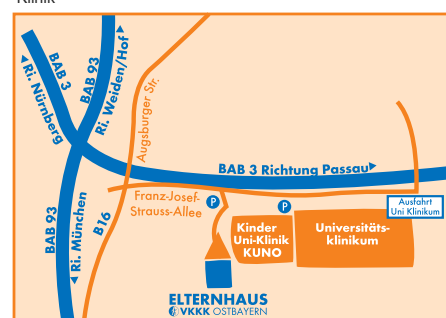 Klinik
BAB 3
Ri. Nürnberg
BAB 93
Ri. Weiden/Hof
Augsburger Str.
BAB 3 Richtung Passau
Franz-Josef-
Strauss-Allee
P
P
Ausfahrt
Uni Klinikum
BAB 93
Ri. München
B16
Kinder
Uni-Klinik
KUNO
Universitäts-
klinikum
ELTERNHAUS
VKKK OSTBAYERN